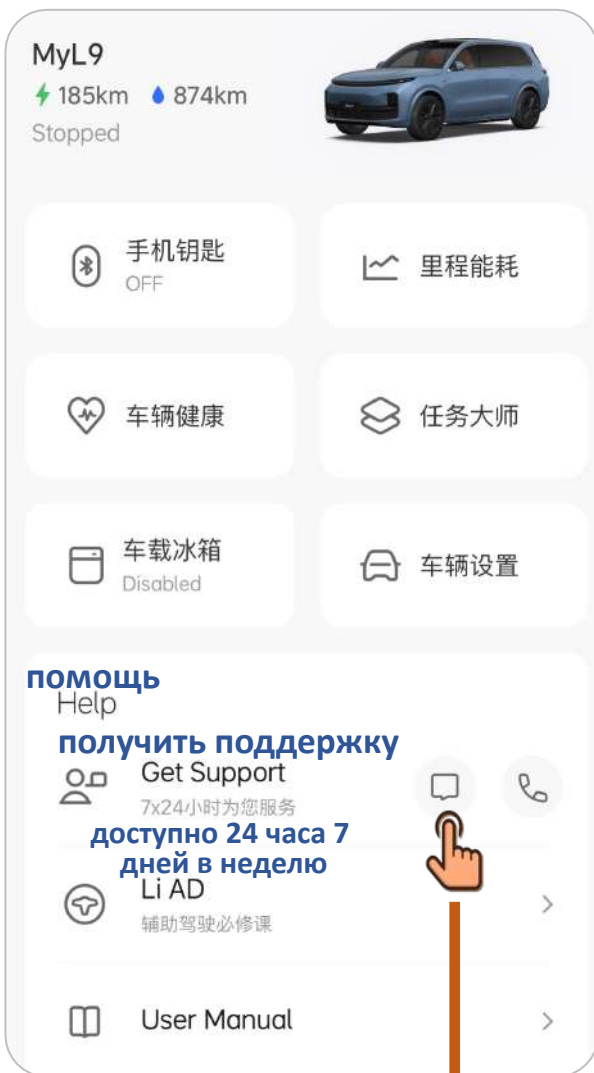 MyL9
185km 874km
Stopped
手机钥匙
OFF
里程能耗
车辆健康
任务大师
车载冰箱
Disabled
车辆设置
помощь
Help
получить поддержку
Get Support
7x24小时为您服务
доступно 24 часа 7
дней в неделю
Li AD
辅助驾驶必修课
User Manual